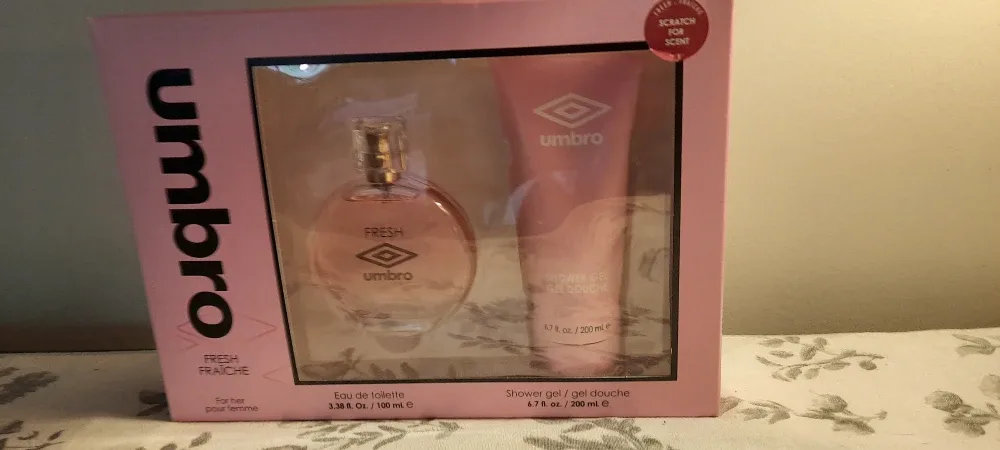 FRESH - FRAÎCHE
SCRATCH
FOR
SCENT
umbro
FRESH
FRAÎCHE
For her
pour femme
FRESH
umbro
umbro
SHOWER GEL
GEL DOUCHE
6.7 fl. oz. / 200 mL e
Eau de toilette
3.38 fl. Oz. / 100 mL e
Shower gel / gel douche
6.7 fl. oz. / 200 mL e